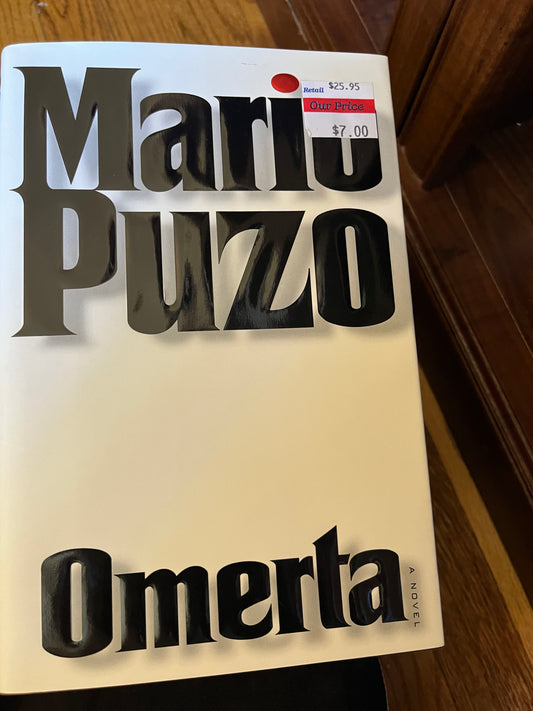 Mario
Retail $25.95
Our Price
$7.00
Puzo
Omerta
A NOVEL